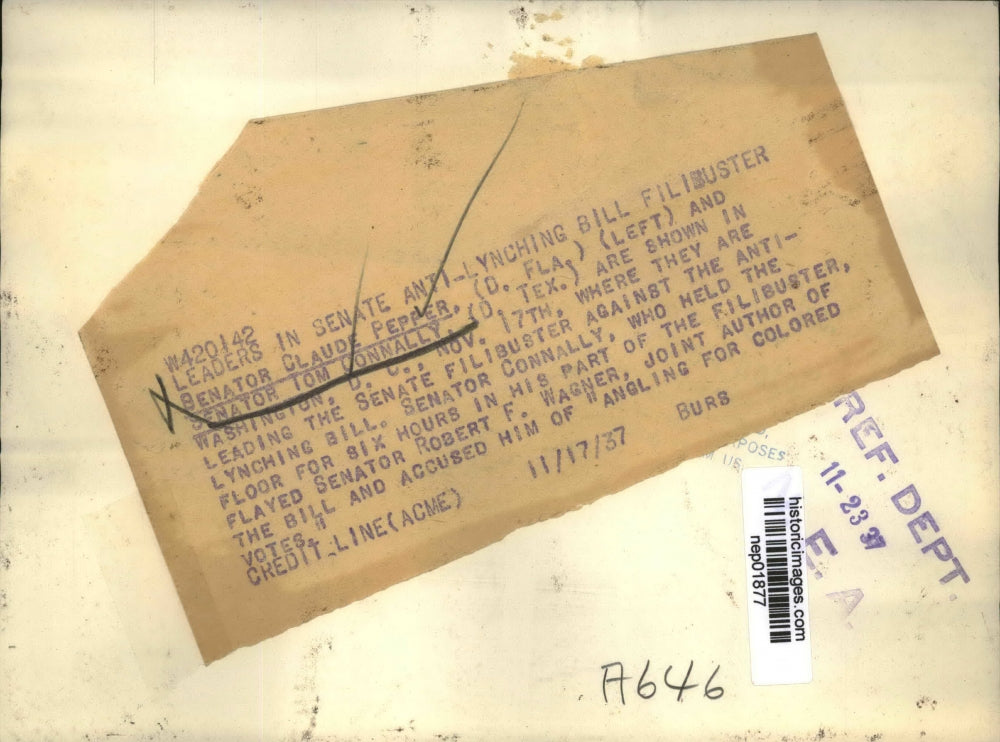 W420142
LEADERS IN SENATE ANTI-LYNCHING BILL FILIBUSTER
SENATOR CLAUDE PEPPER, (D. FLA.) (LEFT) AND
SENATOR TOM CONNALLY, (D. TEX.) ARE SHOWN IN
WASHINGTON, D. C., NOV. 17TH, WHERE THEY ARE
LEADING THE SENATE FILIBUSTER AGAINST THE ANTI-
LYNCHING BILL. SENATOR CONNALLY, WHO HELD THE
FLOOR FOR SIX HOURS IN HIS PART OF THE FILIBUSTER,
FLAYED SENATOR ROBERT F. WAGNER, JOINT AUTHOR OF
THE BILL AND ACCUSED HIM OF "ANGLING FOR COLORED
VOTES."
CREDIT LINE(ACME) 11/17/37 BURS
REF. DEPT.
11-23 37
E. A.
historicimages.com
nep01877
A646